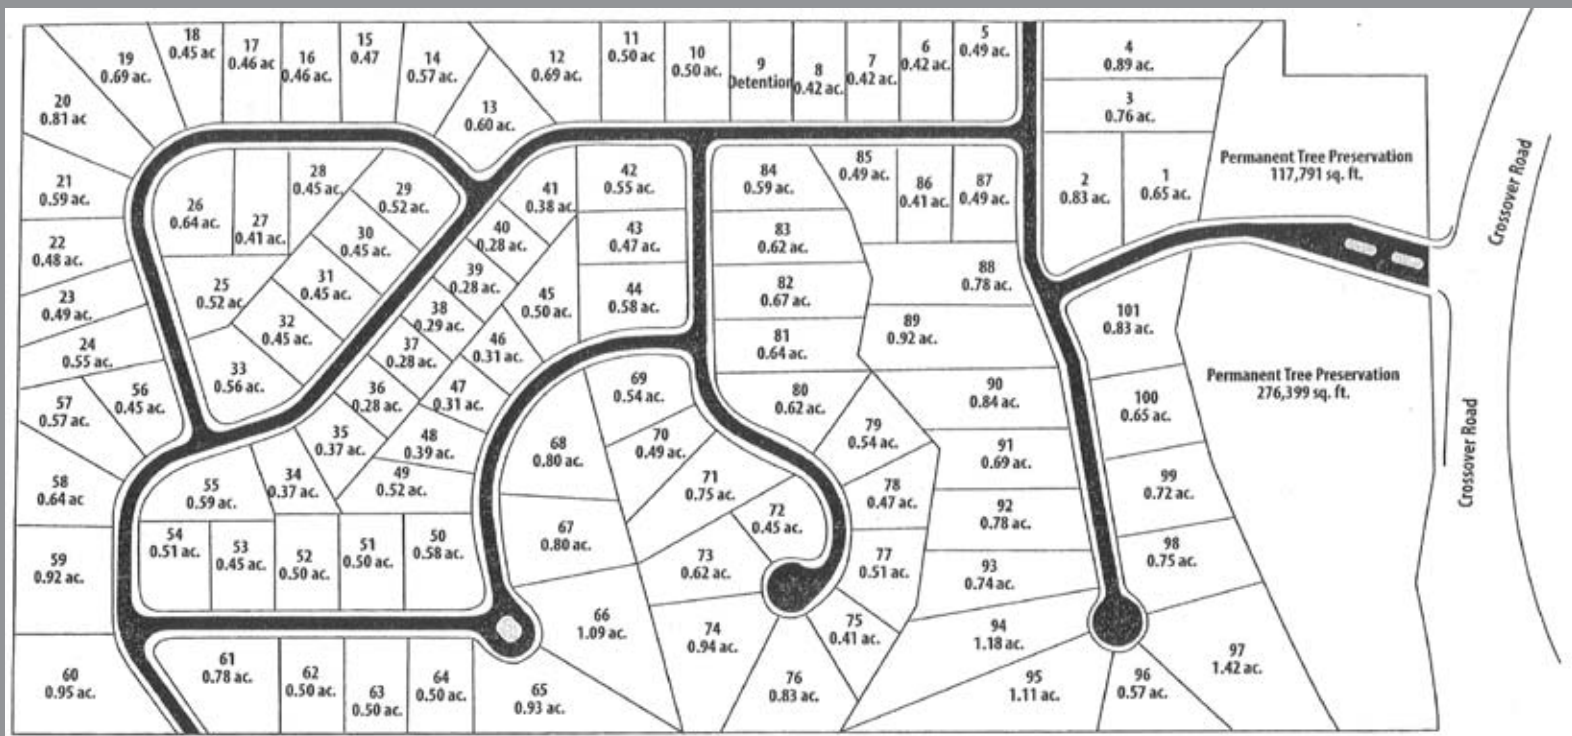 18
0.45 ac
17
0.46 ac
16
0.46 ac.
15
0.47
14
0.57 ac.
19
0.69 ac.
20
0.81 ac
13
0.60 ac.
12
0.69 ac.
11
0.50 ac
10
0.50 ac.
9
Detention
8
0.42 ac.
7
0.42 ac.
6
0.42 ac.
5
0.49 ac.
4
0.89 ac.
3
0.76 ac.
2
0.83 ac.
1
0.65 ac.
Permanent Tree Preservation
117,791 sq. ft.
Crossover Road
21
0.59 ac.
22
0.48 ac.
23
0.49 ac.
24
0.55 ac.
25
0.52 ac
26
0.64 ac.
27
0.41 ac.
28
0.45 ac.
29
0.52 ac.
30
0.45 ac.
31
0.45 ac.
32
0.45 ac.
33
0.56 ac.
41
0.38 ac.
40
0.28 ac.
39
0.28 ac.
38
0.29 ac.
37
0.28 ac.
36
0.28 ac.
35
0.37 ac.
34
0.37 ac.
42
0.55 ac.
43
0.47 ac.
44
0.58 ac.
45
0.50 ac.
46
0.31 ac.
47
0.31 ac.
48
0.39 ac.
49
0.52 ac.
50
0.58 ac.
51
0.50 ac.
52
0.50 ac.
53
0.45 ac.
54
0.51 ac.
55
0.59 ac.
56
0.45 ac.
57
0.57 ac.
58
0.64 ac
59
0.92 ac.
60
0.95 ac.
61
0.78 ac.
62
0.50 ac.
63
0.50 ac.
64
0.50 ac.
65
0.93 ac.
66
1.09 ac.
67
0.80 ac.
68
0.80 ac.
69
0.54 ac.
70
0.49 ac.
71
0.75 ac.
72
0.45 ac.
73
0.62 ac.
74
0.94 ac.
75
0.41 ac.
76
0.83 ac.
77
0.51 ac.
78
0.47 ac.
79
0.54 ac.
80
0.62 ac.
81
0.64 ac.
82
0.67 ac.
83
0.62 ac.
84
0.59 ac.
85
0.49 ac.
86
0.41 ac.
87
0.49 ac.
88
0.78 ac.
89
0.92 ac.
90
0.84 ac.
91
0.69 ac.
92
0.78 ac.
93
0.74 ac.
94
1.18 ac.
95
1.11 ac.
96
0.57 ac.
97
1.42 ac.
98
0.75 ac.
99
0.72 ac.
100
0.65 ac.
101
0.83 ac.
Permanent Tree Preservation
276,399 sq. ft.
Crossover Road